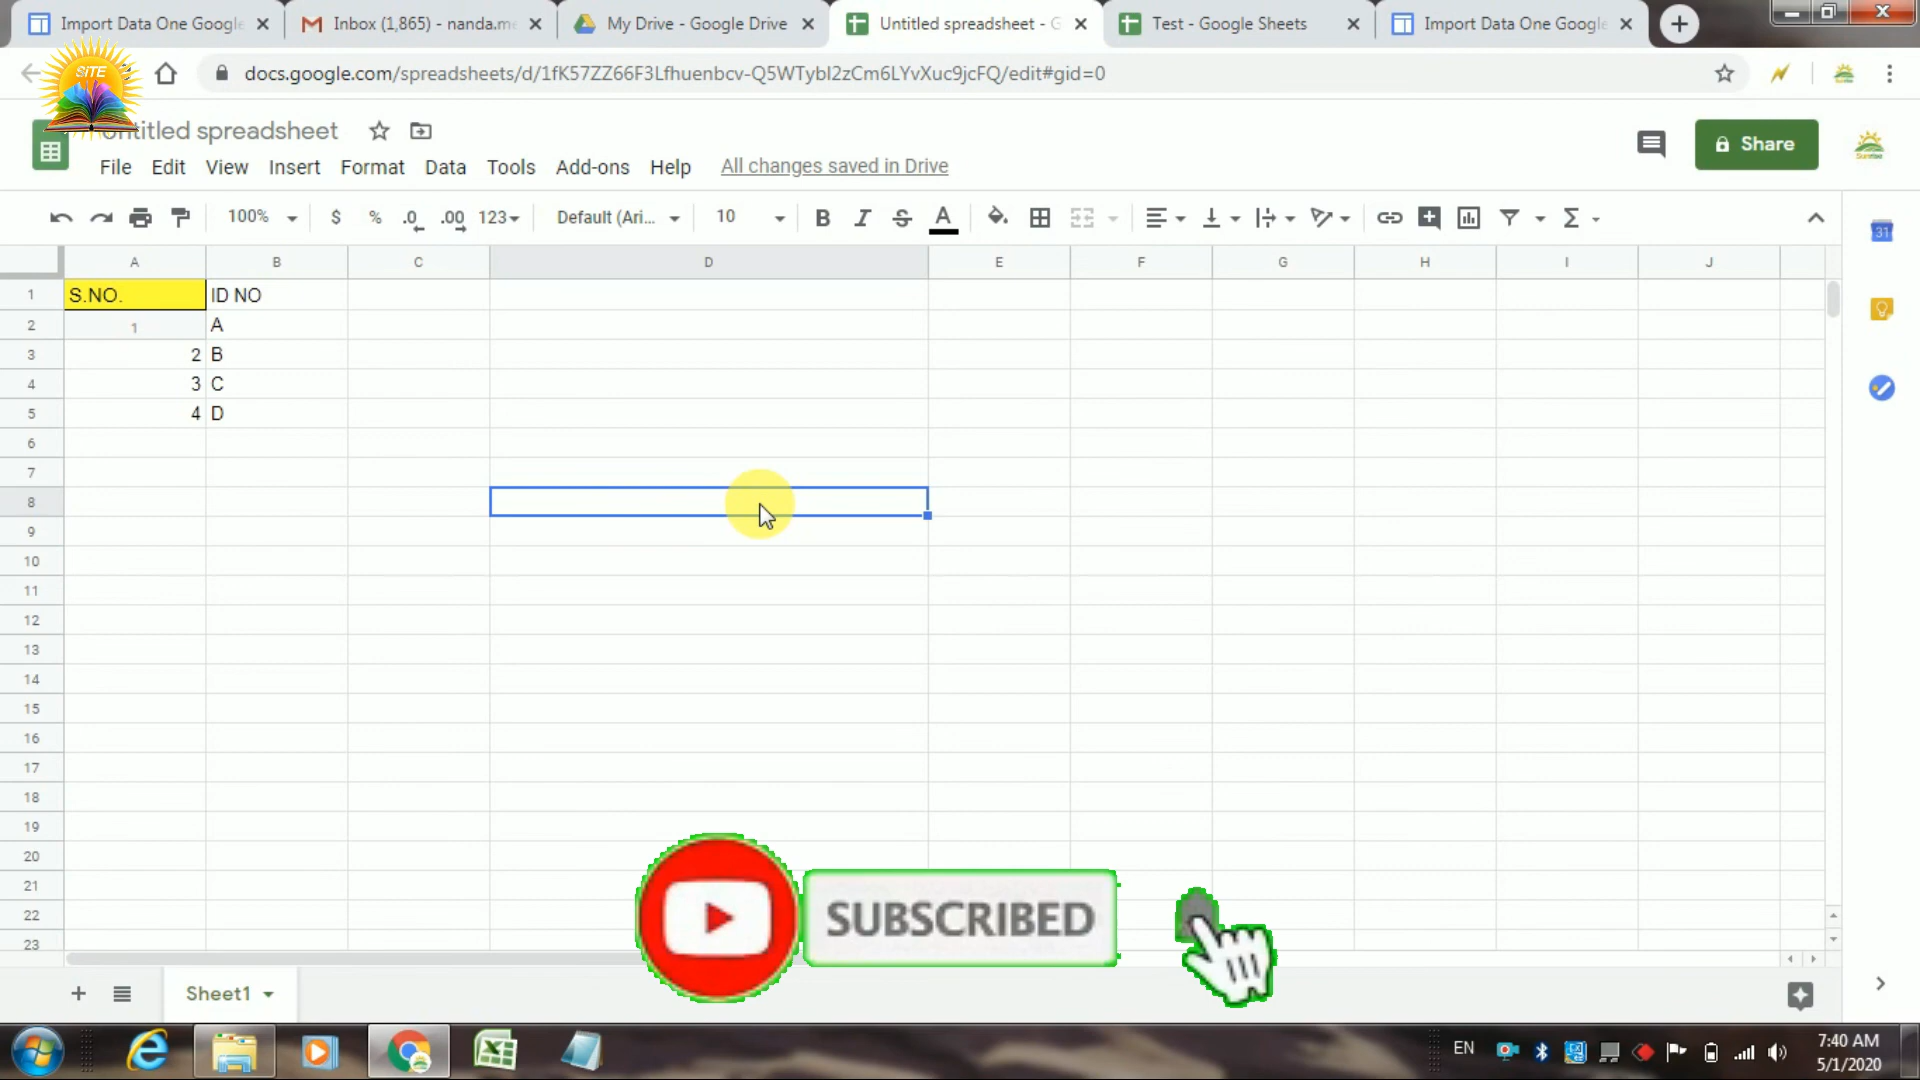 Import Data One Google
Inbox (1,865) - nanda.m
My Drive - Google Drive
Untitled spreadsheet - G
Test - Google Sheets
Import Data One Google
docs.google.com/spreadsheets/d/1fK57ZZ66F3Lfhuenbcv-Q5WTybI2zCm6LYvXuc9jcFQ/edit#gid=0
SITE
ntitled spreadsheet
Share
File Edit View Insert Format Data Tools Add-ons Help All changes saved in Drive
100% $ % .0 .00 123 Default (Ari... 10 B I S A Σ
31
A B C D E F G H I J
1 S.NO. ID NO
2 1 A
3 2 B
4 3 C
5 4 D
6
7
8
9
10
11
12
13
14
15
16
17
18
19
20
21
22
23
SUBSCRIBED
Sheet1
EN
7:40 AM
5/1/2020